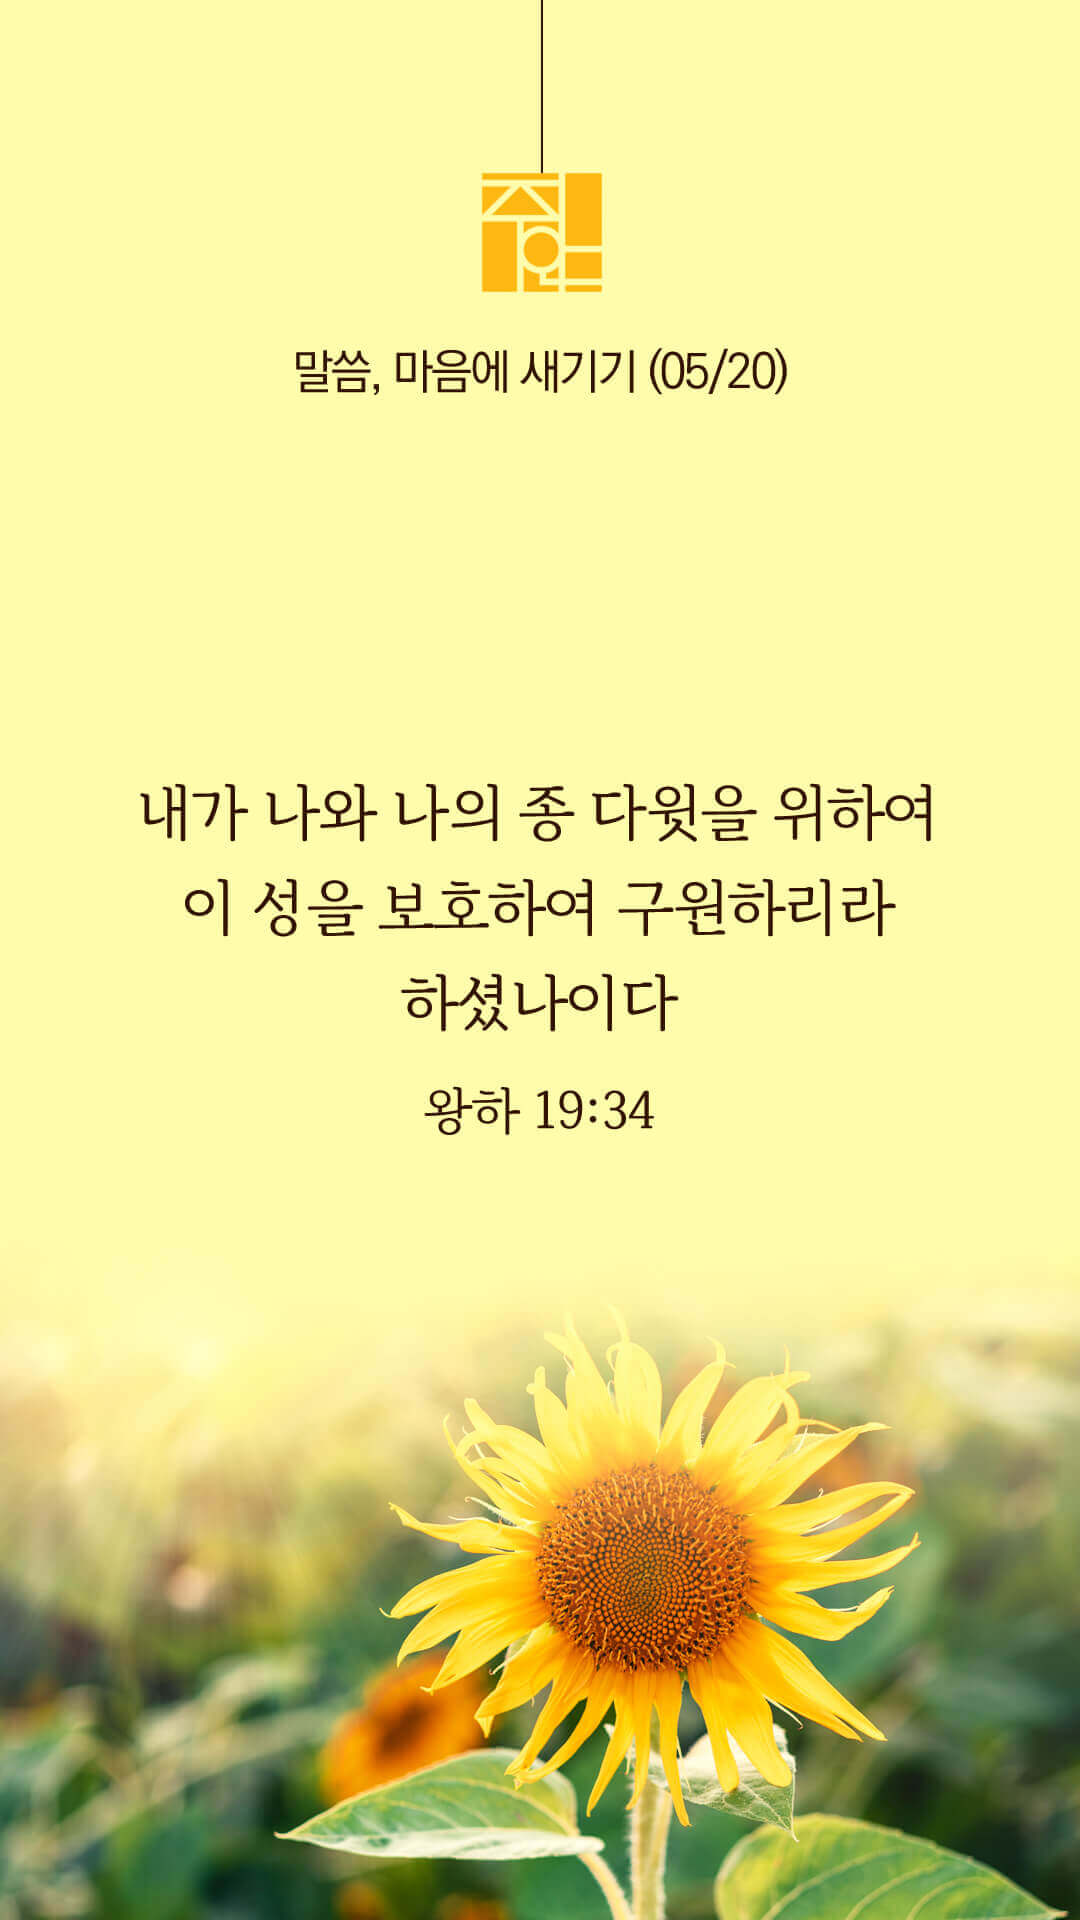 말씀, 마음에 새기기 (05/20)
내가 나와 나의 종 다윗을 위하여
이 성을 보호하여 구원하리라
하셨나이다
왕하 19:34